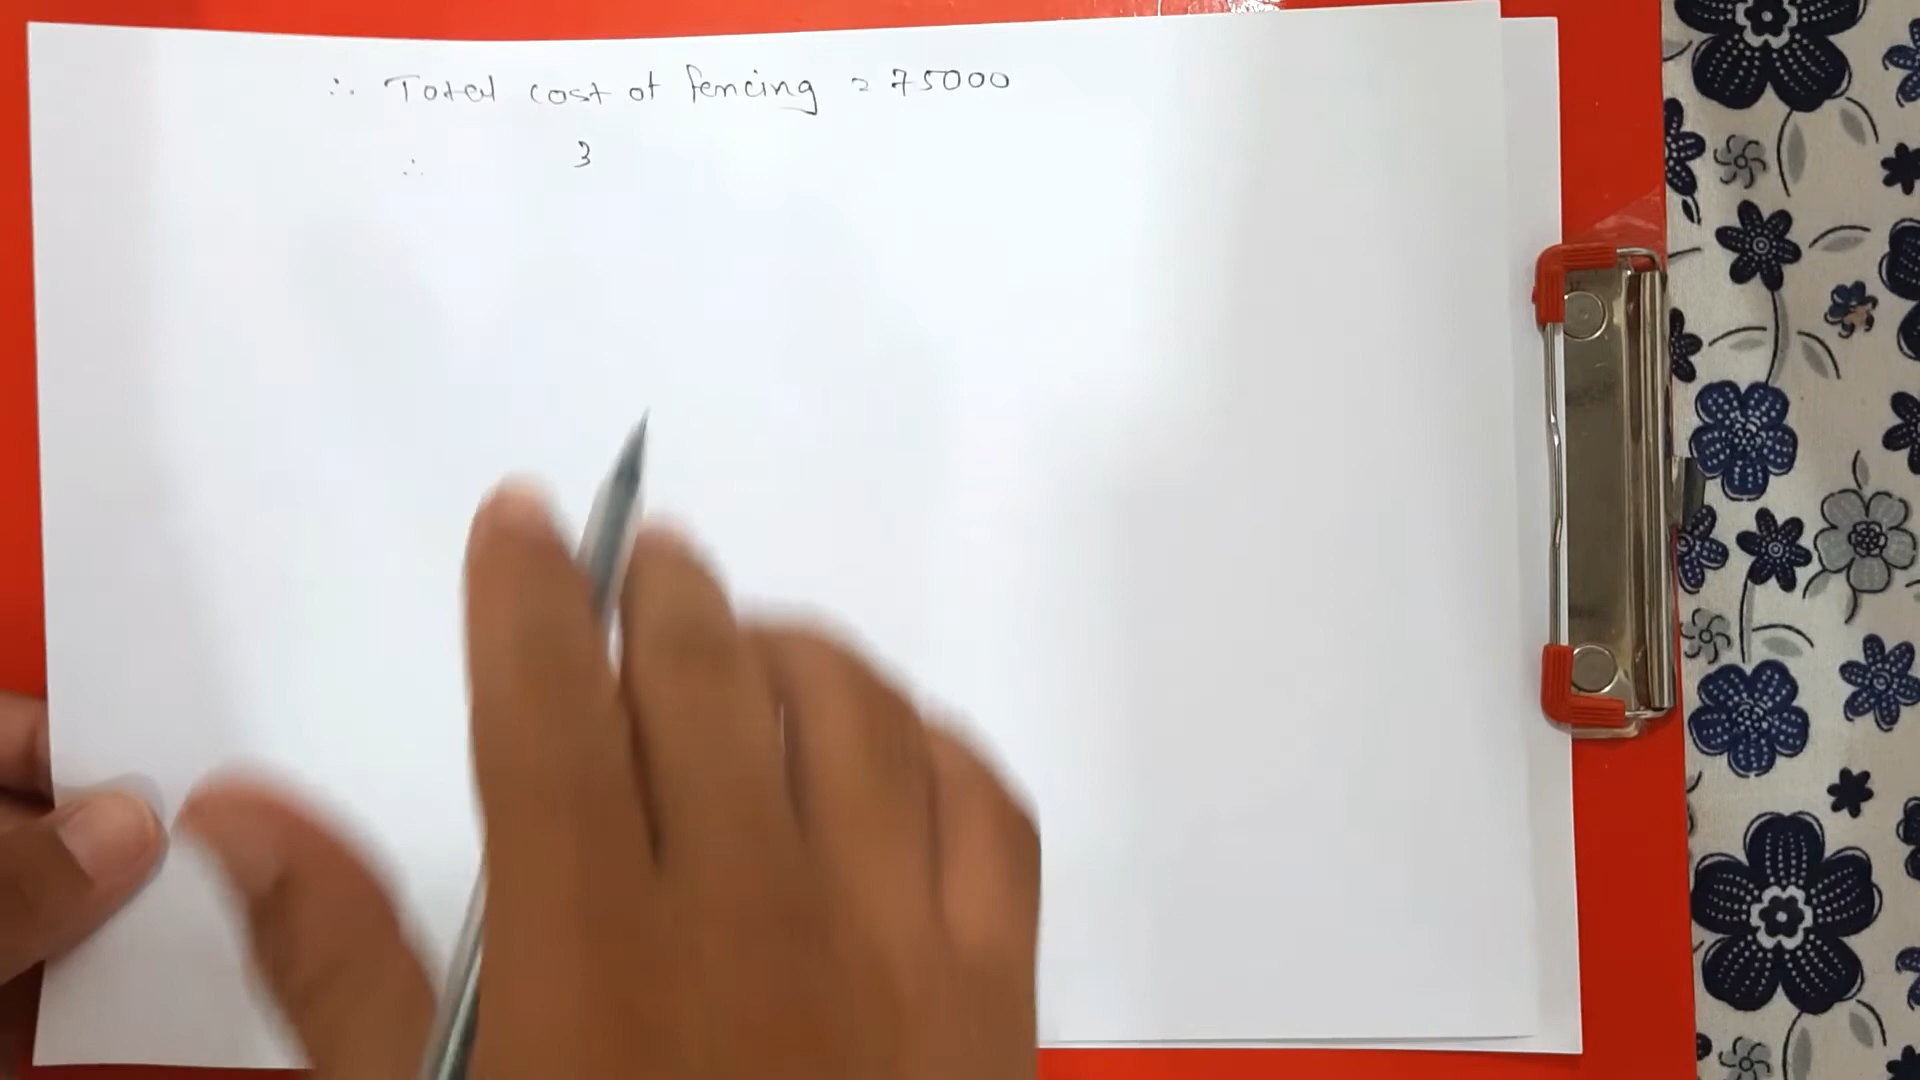 ∴ Total cost of fencing = 75000
∴ 3